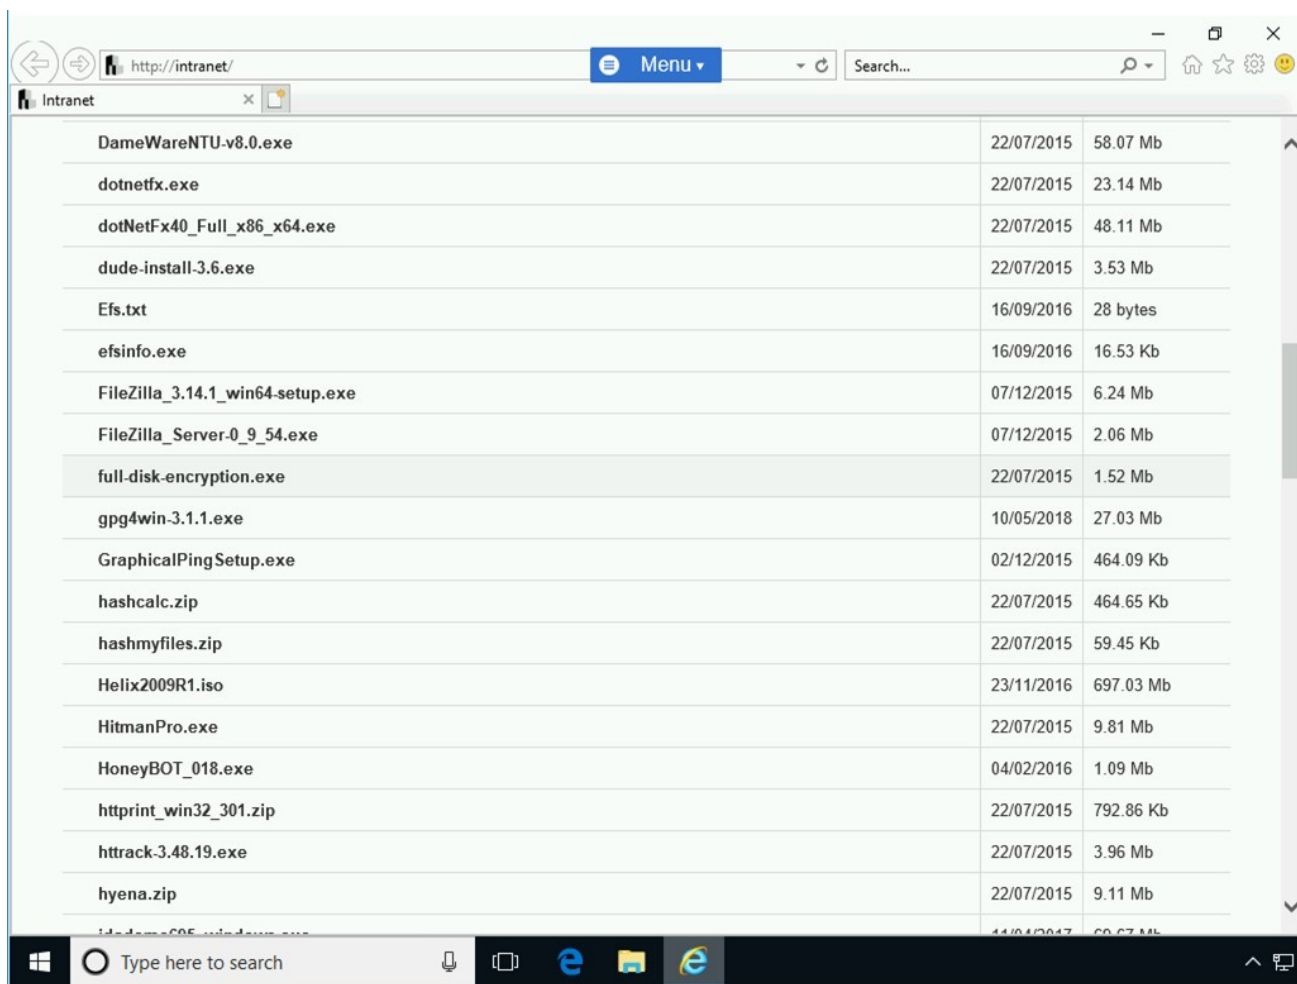 http://intranet/
Menu
Search...
Intranet
DameWareNTU-v8.0.exe 22/07/2015 58.07 Mb
dotnetfx.exe 22/07/2015 23.14 Mb
dotNetFx40_Full_x86_x64.exe 22/07/2015 48.11 Mb
dude-install-3.6.exe 22/07/2015 3.53 Mb
Efs.txt 16/09/2016 28 bytes
efsinfo.exe 16/09/2016 16.53 Kb
FileZilla_3.14.1_win64-setup.exe 07/12/2015 6.24 Mb
FileZilla_Server-0_9_54.exe 07/12/2015 2.06 Mb
full-disk-encryption.exe 22/07/2015 1.52 Mb
gpg4win-3.1.1.exe 10/05/2018 27.03 Mb
GraphicalPingSetup.exe 02/12/2015 464.09 Kb
hashcalc.zip 22/07/2015 464.65 Kb
hashmyfiles.zip 22/07/2015 59.45 Kb
Helix2009R1.iso 23/11/2016 697.03 Mb
HitmanPro.exe 22/07/2015 9.81 Mb
HoneyBOT_018.exe 04/02/2016 1.09 Mb
httprint_win32_301.zip 22/07/2015 792.86 Kb
httrack-3.48.19.exe 22/07/2015 3.96 Mb
hyena.zip 22/07/2015 9.11 Mb
Type here to search